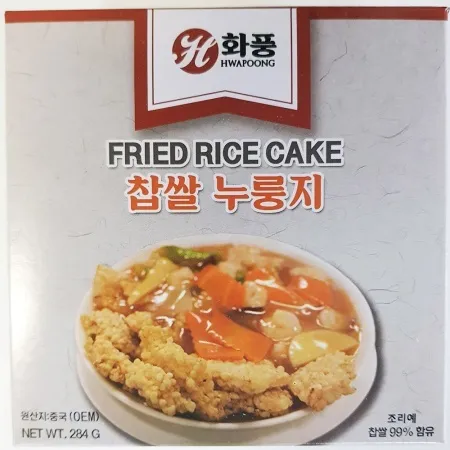 H 화풍
HWAPOONG
FRIED RICE CAKE
찹쌀 누룽지
원산지:중국(OEM)
NET WT. 284 G
조리예
찹쌀 99% 함유